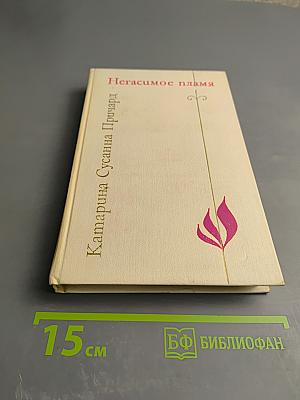 Негасимое пламя
Катарина Сусанна Причард
15 см
БФ БИБЛИОФАН